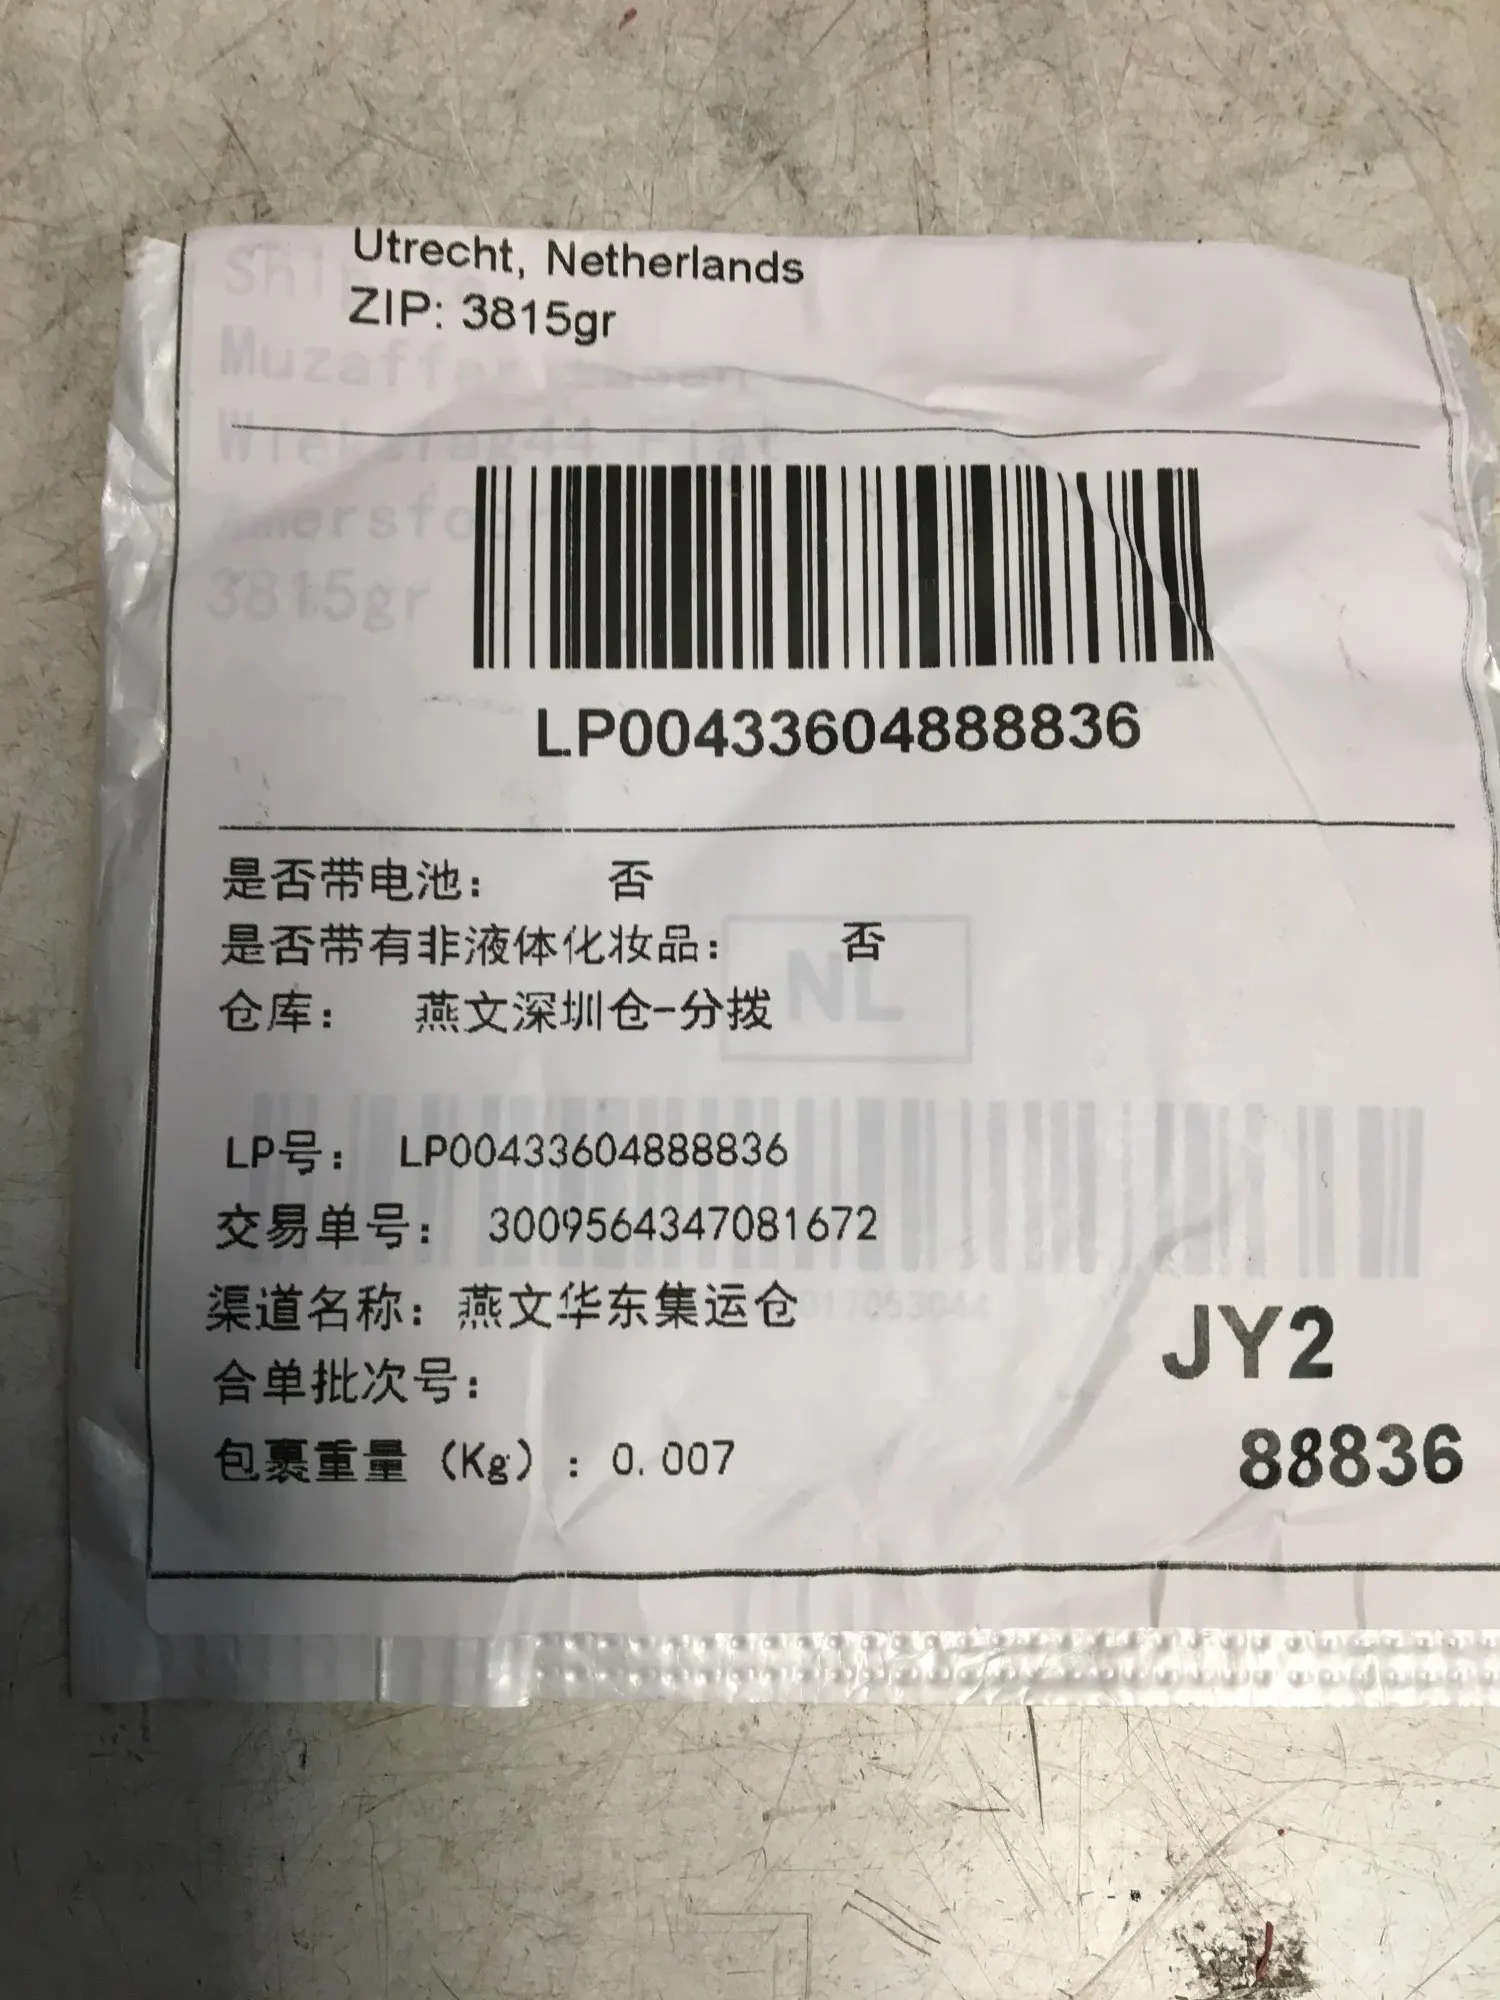 Utrecht, Netherlands
ZIP: 3815gr
Muzaffer
3815gr
LP00433604888836
是否带电池： 否
是否带有非液体化妆品： 否
NL
仓库： 燕文深圳仓-分拨
LP号： LP00433604888836
交易单号： 3009564347081672
渠道名称： 燕文华东集运仓
JY2
合单批次号：
88836
包裹重量（Kg）：0.007